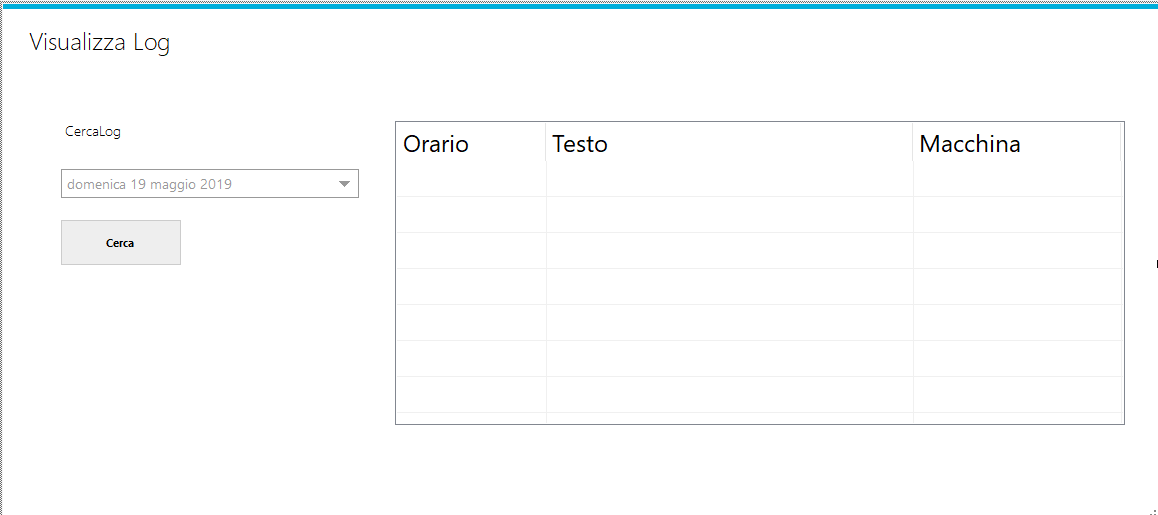 Visualizza Log
CercaLog
domenica 19 maggio 2019
Cerca
Orario Testo Macchina